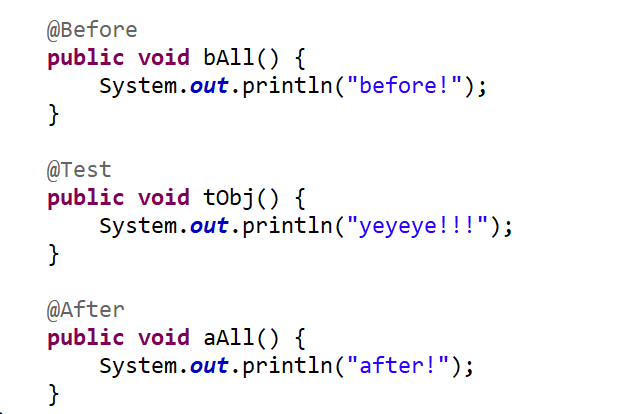 @Before
public void bAll() {
    System.out.println("before!");
}

@Test
public void tObj() {
    System.out.println("yeyeye!!!");
}

@After
public void aAll() {
    System.out.println("after!");
}